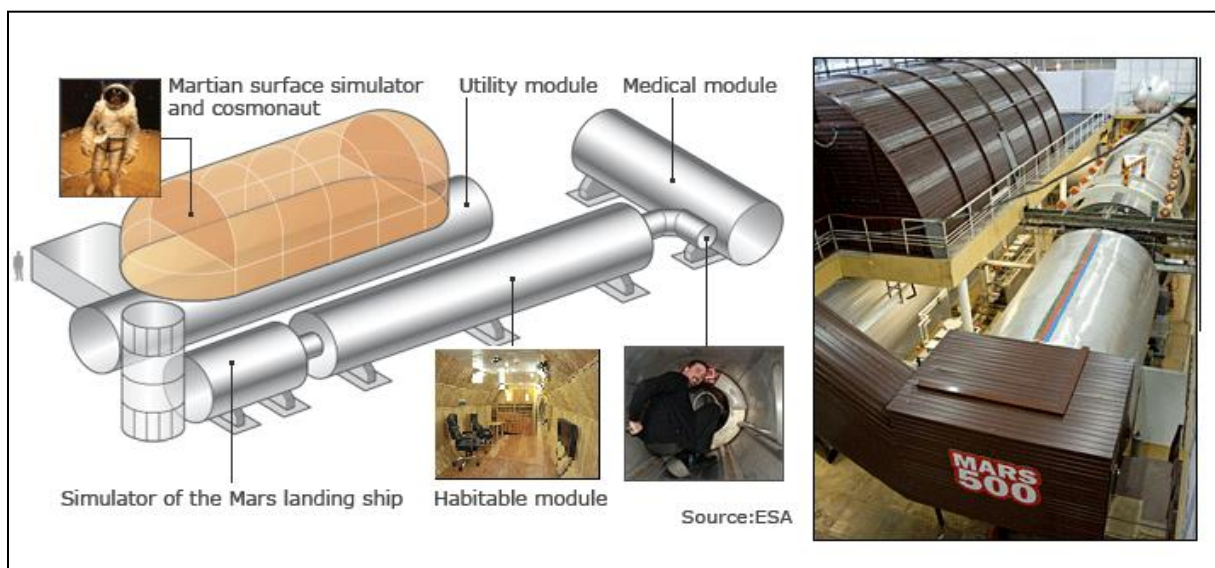 Martian surface simulator
and cosmonaut
Utility module
Medical module
Simulator of the Mars landing ship
Habitable module
Source:ESA
MARS
500